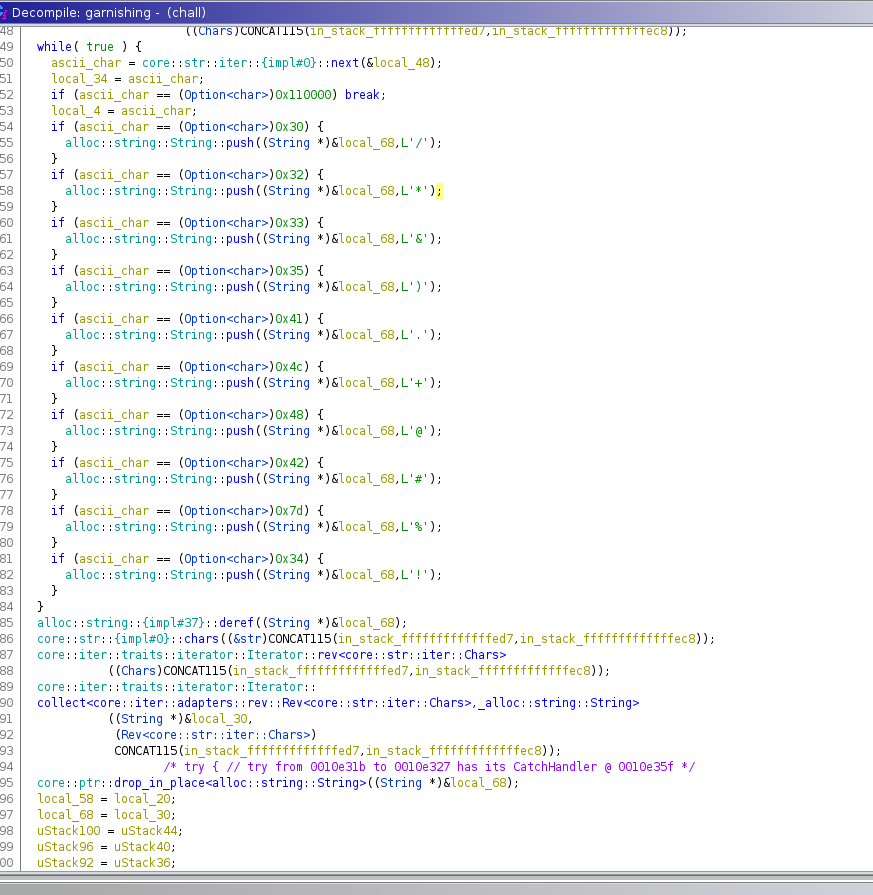 Decompile: garnishing - (chall)
48 ((Chars)CONCAT115(in_stack_fffffffffffffed7,in_stack_fffffffffffffec8));
49 while( true ) {
50 ascii_char = core::str::iter::{impl#0}::next(&local_48);
51 local_34 = ascii_char;
52 if (ascii_char == (Option<char>)0x110000) break;
53 local_4 = ascii_char;
54 if (ascii_char == (Option<char>)0x30) {
55 alloc::string::String::push((String *)&local_68,L'/');
56 }
57 if (ascii_char == (Option<char>)0x32) {
58 alloc::string::String::push((String *)&local_68,L'*');
59 }
60 if (ascii_char == (Option<char>)0x33) {
61 alloc::string::String::push((String *)&local_68,L'&');
62 }
63 if (ascii_char == (Option<char>)0x35) {
64 alloc::string::String::push((String *)&local_68,L')');
65 }
66 if (ascii_char == (Option<char>)0x41) {
67 alloc::string::String::push((String *)&local_68,L'.');
68 }
69 if (ascii_char == (Option<char>)0x4c) {
70 alloc::string::String::push((String *)&local_68,L'+');
71 }
72 if (ascii_char == (Option<char>)0x48) {
73 alloc::string::String::push((String *)&local_68,L'@');
74 }
75 if (ascii_char == (Option<char>)0x42) {
76 alloc::string::String::push((String *)&local_68,L'#');
77 }
78 if (ascii_char == (Option<char>)0x7d) {
79 alloc::string::String::push((String *)&local_68,L'%');
80 }
81 if (ascii_char == (Option<char>)0x34) {
82 alloc::string::String::push((String *)&local_68,L'!');
83 }
84 }
85 alloc::string::{impl#37}::deref((String *)&local_68);
86 core::str::{impl#0}::chars((&str)CONCAT115(in_stack_fffffffffffffed7,in_stack_fffffffffffffec8));
87 core::iter::traits::iterator::Iterator::rev<core::str::iter::Chars>
88 ((Chars)CONCAT115(in_stack_fffffffffffffed7,in_stack_fffffffffffffec8));
89 core::iter::traits::iterator::Iterator::
90 collect<core::iter::adapters::rev::Rev<core::str::iter::Chars>,_alloc::string::String>
91 ((String *)&local_30,
92 (Rev<core::str::iter::Chars>)
93 CONCAT115(in_stack_fffffffffffffed7,in_stack_fffffffffffffec8));
94 /* try { // try from 0010e31b to 0010e327 has its CatchHandler @ 0010e35f */
95 core::ptr::drop_in_place<alloc::string::String>((String *)&local_68);
96 local_58 = local_20;
97 local_68 = local_30;
98 uStack100 = uStack44;
99 uStack96 = uStack40;
00 uStack92 = uStack36;